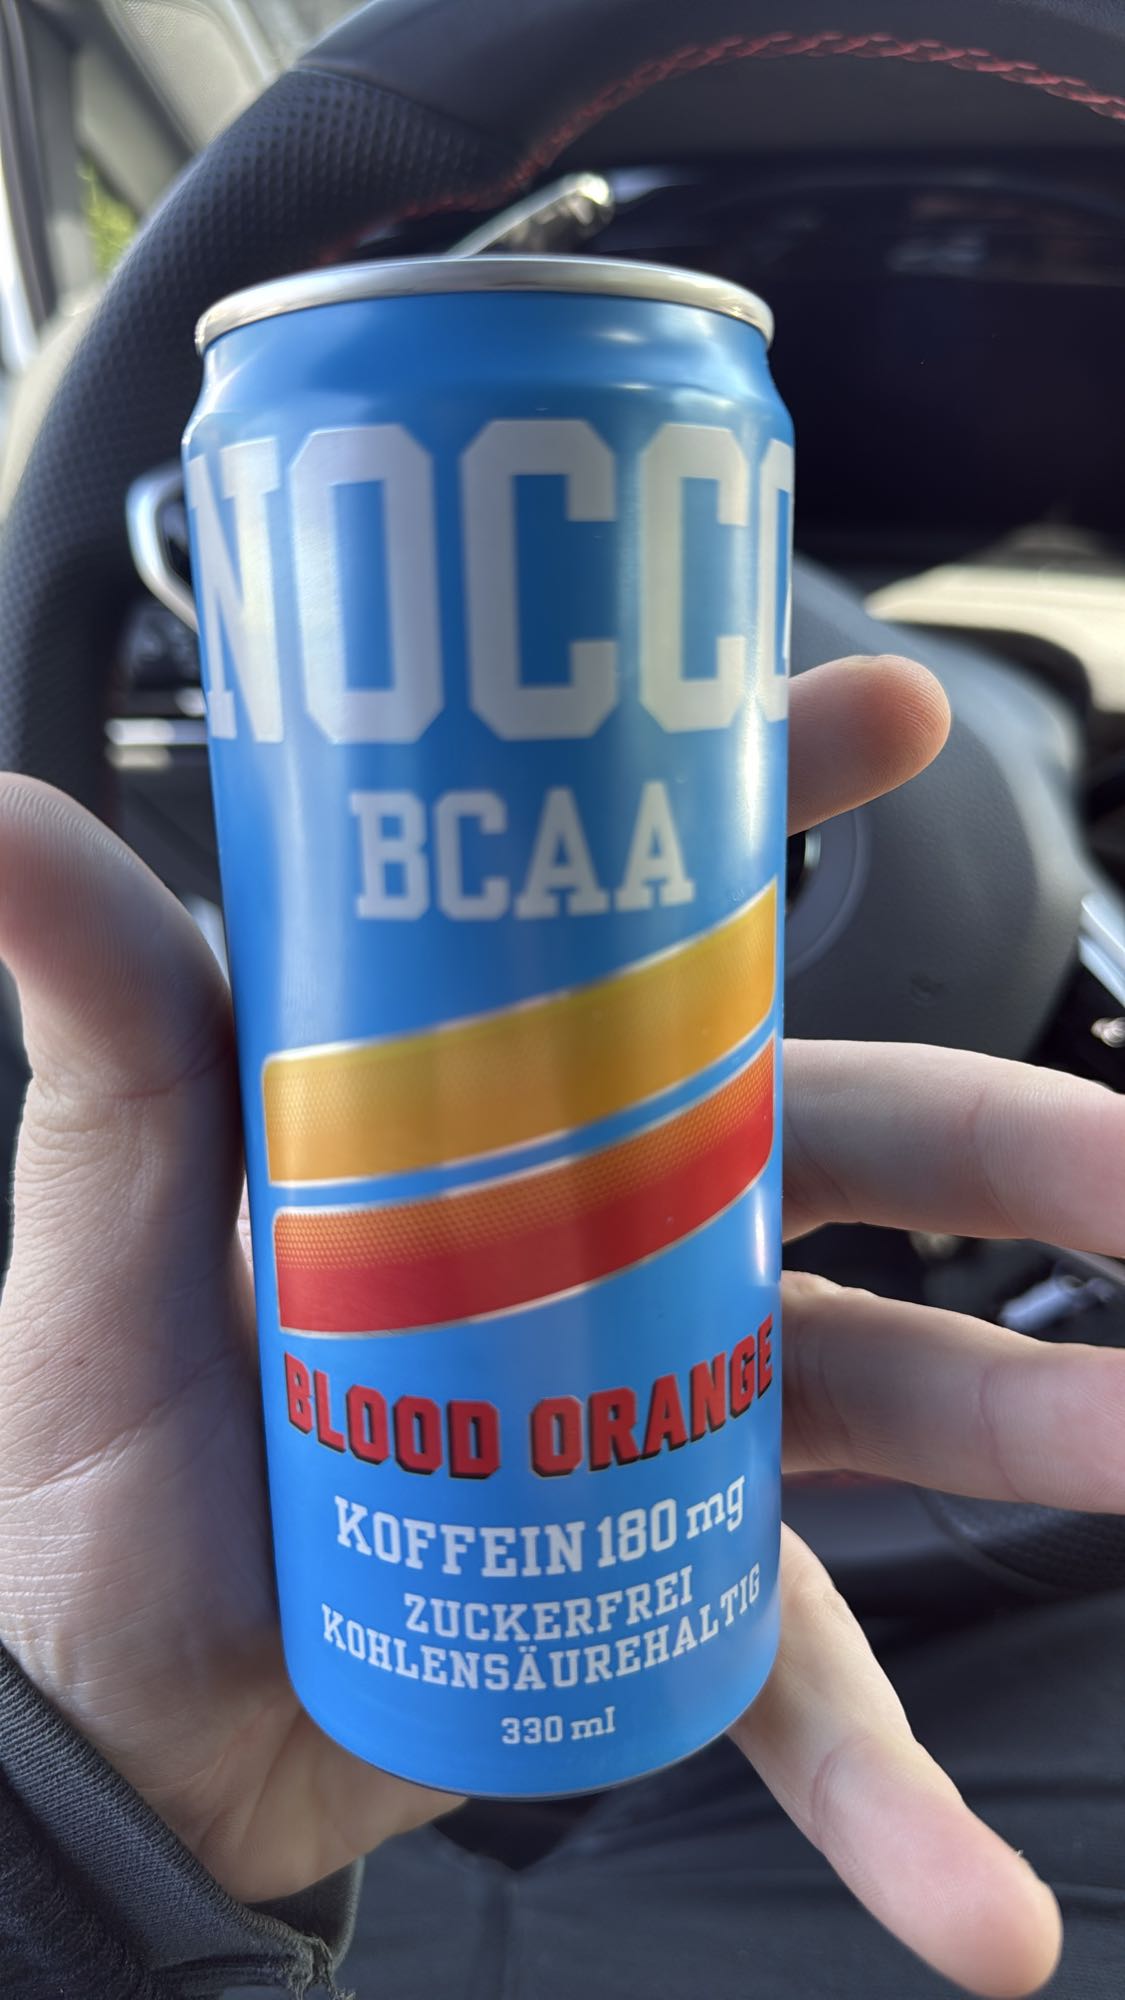 NOCCO
BCAA
BLOOD ORANGE
KOFFEIN 180 mg
ZUCKERFREI
KOHLENSÄUREHALTIG
330 ml